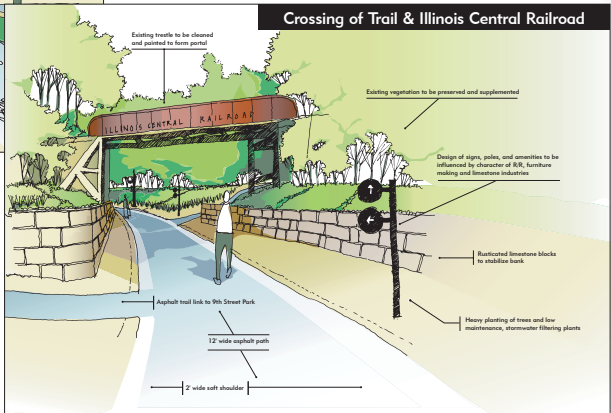 Crossing of Trail & Illinois Central Railroad
Existing trestle to be cleaned
and painted to form portal
Existing vegetation to be preserved and supplemented
ILLINOIS CENTRAL RAILROAD
Design of signs, poles, and amenities to be
influenced by character of R/R, furniture
making and limestone industries
Rusticated limestone blocks
to stabilize bank
Asphalt trail link to 9th Street Park
Heavy planting of trees and low
maintenance, stormwater filtering plants
12' wide asphalt path
2' wide soft shoulder